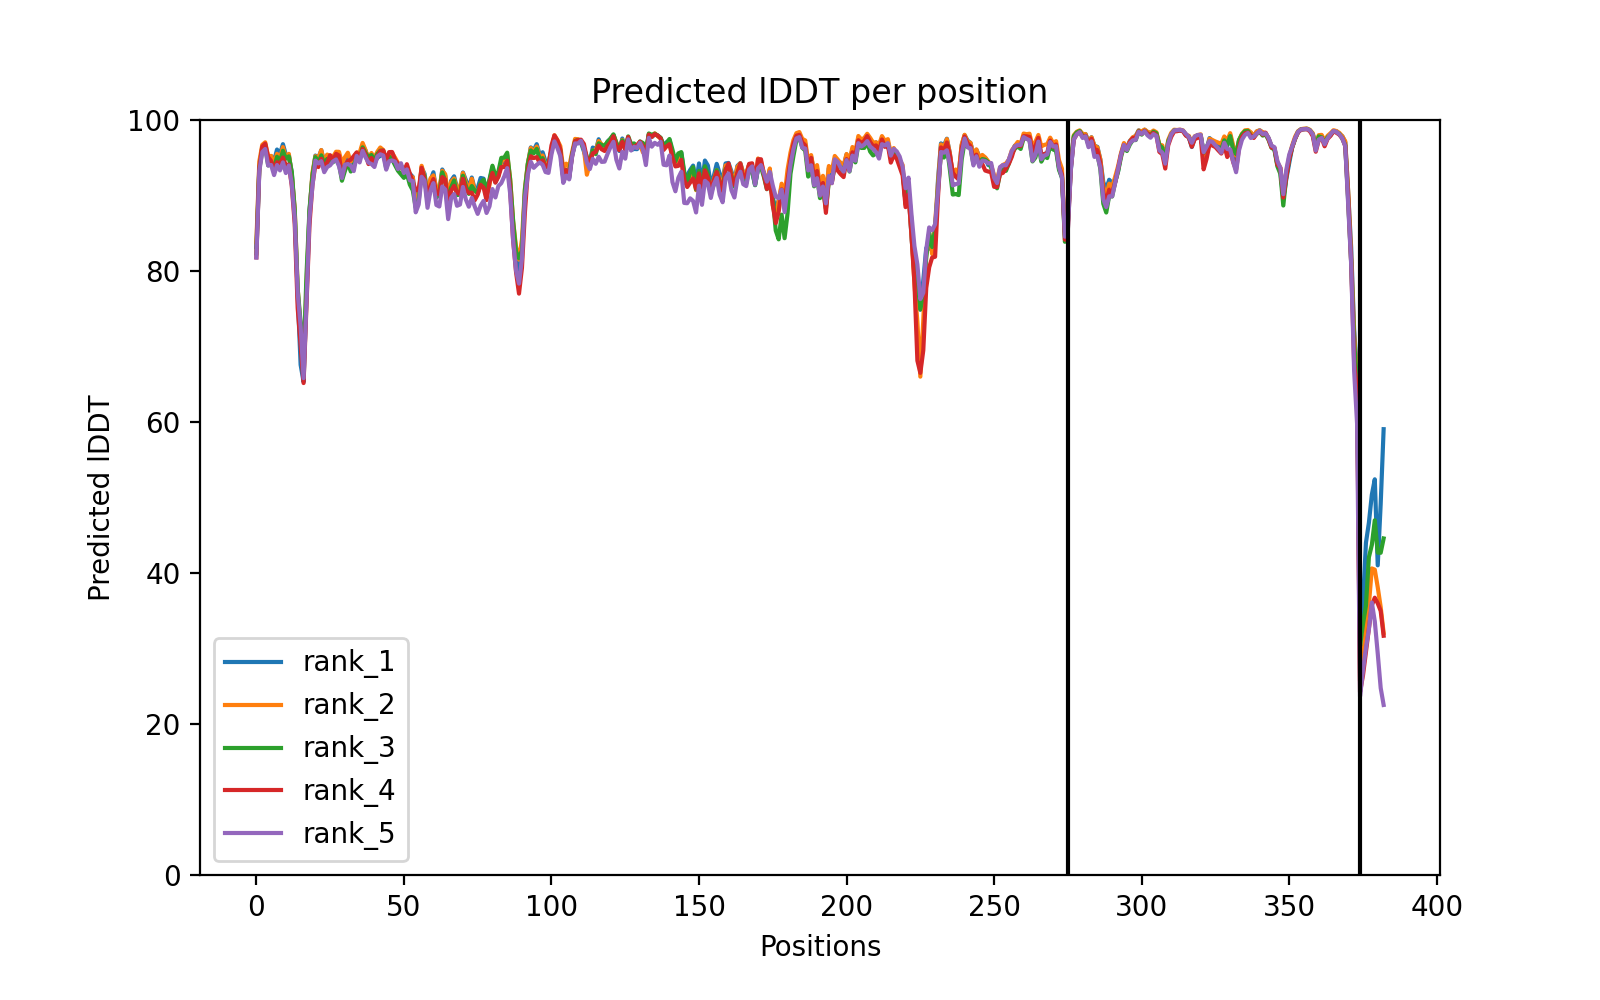 Predicted lDDT per position
100
80
60
40
20
0
Predicted lDDT
rank_1
rank_2
rank_3
rank_4
rank_5
0 50 100 150 200 250 300 350 400
Positions